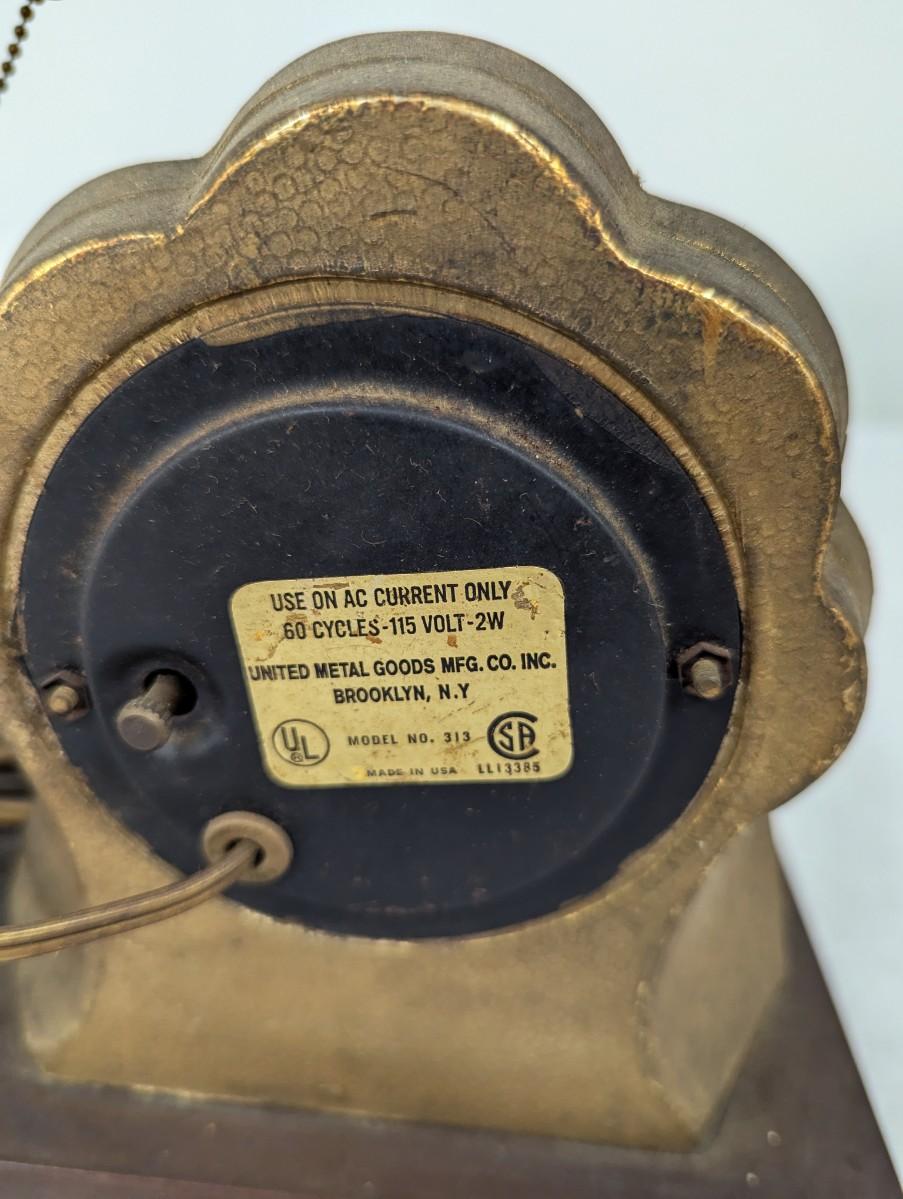 USE ON AC CURRENT ONLY
60 CYCLES-115 VOLT-2W
UNITED METAL GOODS MFG. CO. INC.
BROOKLYN, N.Y
UL ® MODEL NO. 313 SA
MADE IN USA LL13385